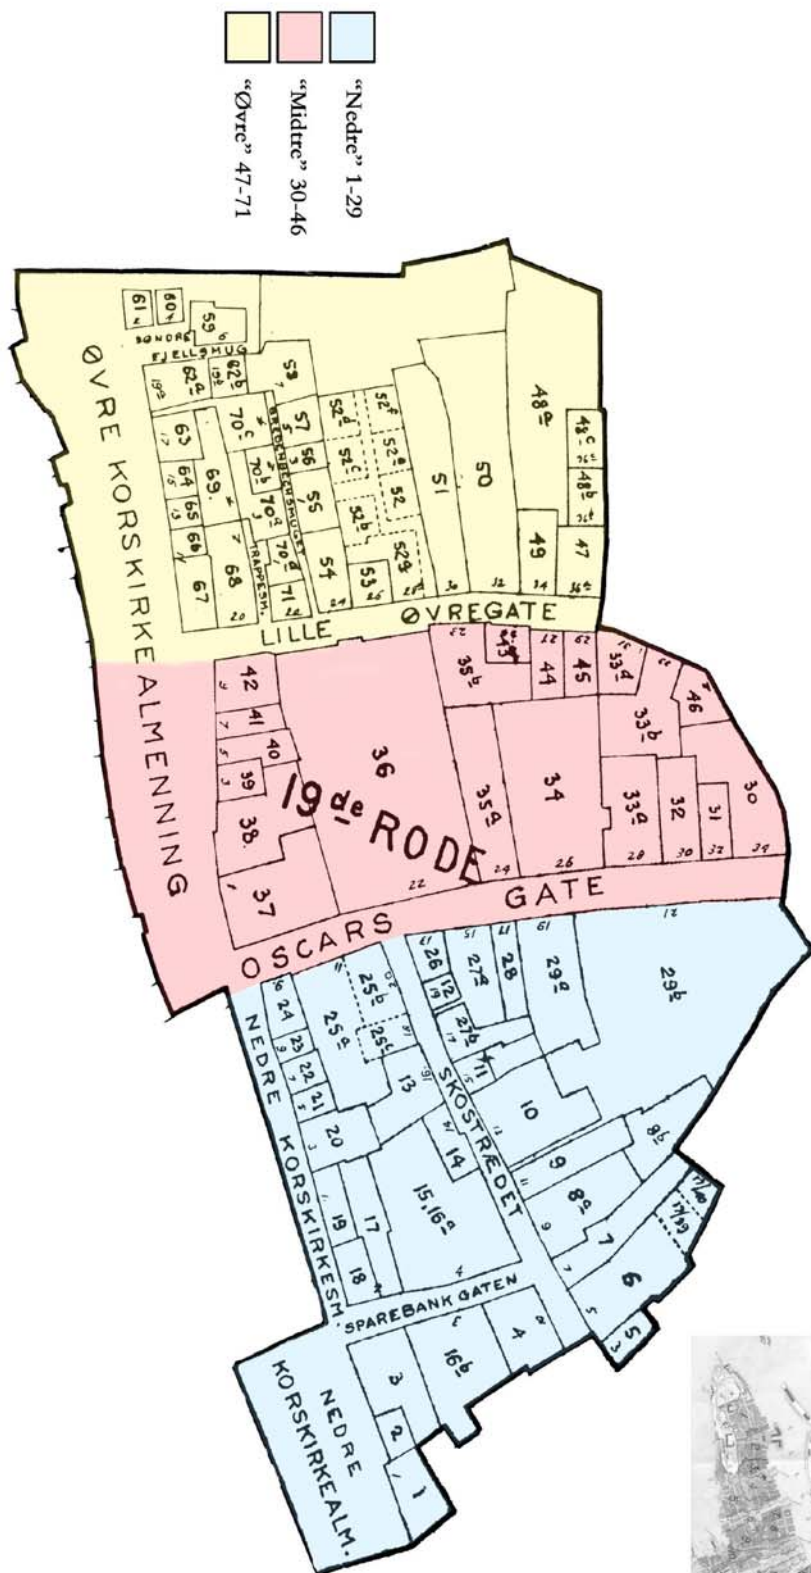 "Nedre" 1-29
"Midtre" 30-46
"Øvre" 47-71
61
60
59
SØNDRE
FJELLSMUG
62a
62b
58
63
64
65
66
67
69
68
70c
70b
70a
70d
71
TRAPPESM.
BREDENBECHSMUGET
57
56
55
54
52d
52c
52b
52
52a
53
51
50
49
48a
48c
48b
47
ØVRE KORSKIRKEALMENNING
LILLE ØVREGATE
42
41
40
39
38
37
36
19de RODE
35b
35a
43
44
45
34
33a
33b
33a
46
32
31
30
OSCARS GATE
26
12
27a
28
29a
29b
27b
11
10
9
8a
8b
7
6
5
SKOSTRÆDET
25b
25c
25a
24
23
22
21
20
13
14
15,16a
17
19
18
NEDRE KORSKIRKESM.
SPAREBANKGATEN
4
16b
3
2
1
NEDRE
KORSKIRKEALM.